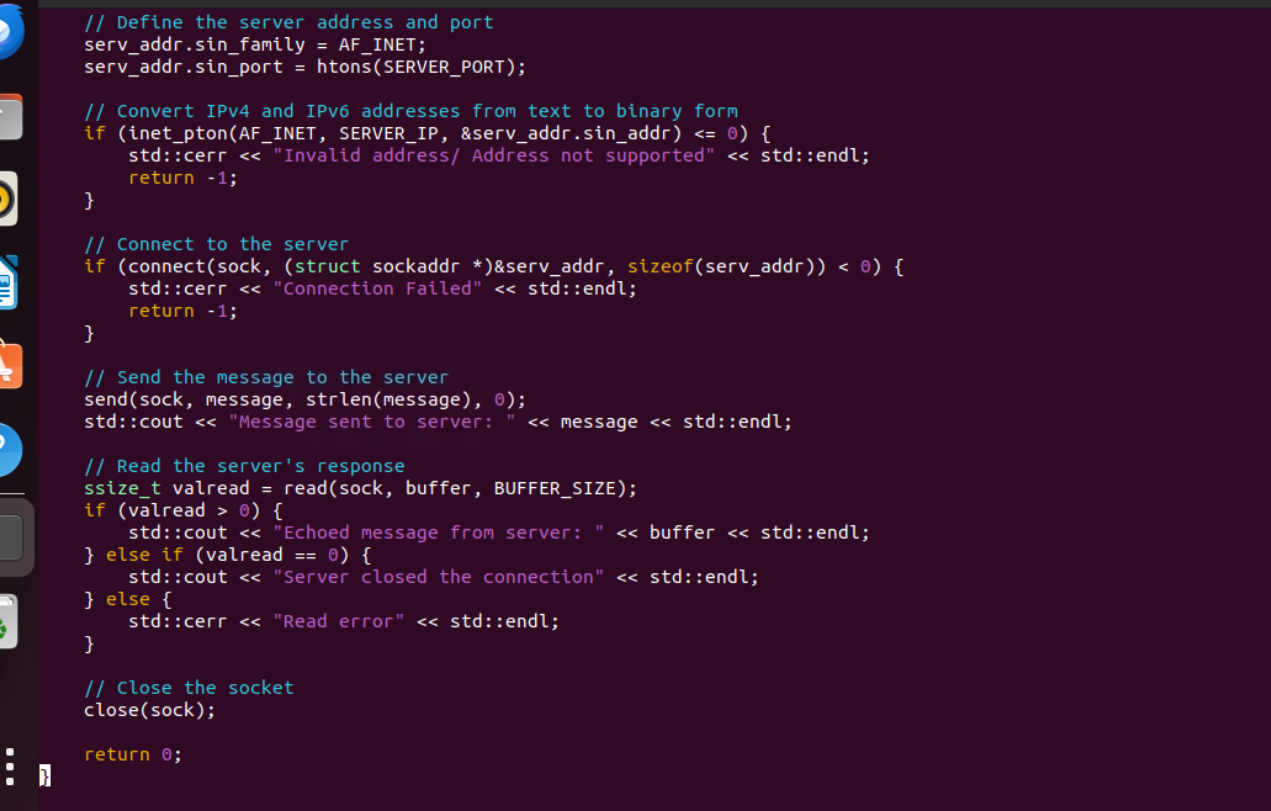 // Define the server address and port
serv_addr.sin_family = AF_INET;
serv_addr.sin_port = htons(SERVER_PORT);
// Convert IPv4 and IPv6 addresses from text to binary form
if (inet_pton(AF_INET, SERVER_IP, &serv_addr.sin_addr) <= 0) {
std::cerr << "Invalid address/ Address not supported" << std::endl;
return -1;
}
// Connect to the server
if (connect(sock, (struct sockaddr *)&serv_addr, sizeof(serv_addr)) < 0) {
std::cerr << "Connection Failed" << std::endl;
return -1;
}
// Send the message to the server
send(sock, message, strlen(message), 0);
std::cout << "Message sent to server: " << message << std::endl;
// Read the server's response
ssize_t valread = read(sock, buffer, BUFFER_SIZE);
if (valread > 0) {
std::cout << "Echoed message from server: " << buffer << std::endl;
} else if (valread == 0) {
std::cout << "Server closed the connection" << std::endl;
} else {
std::cerr << "Read error" << std::endl;
}
// Close the socket
close(sock);
return 0;
}